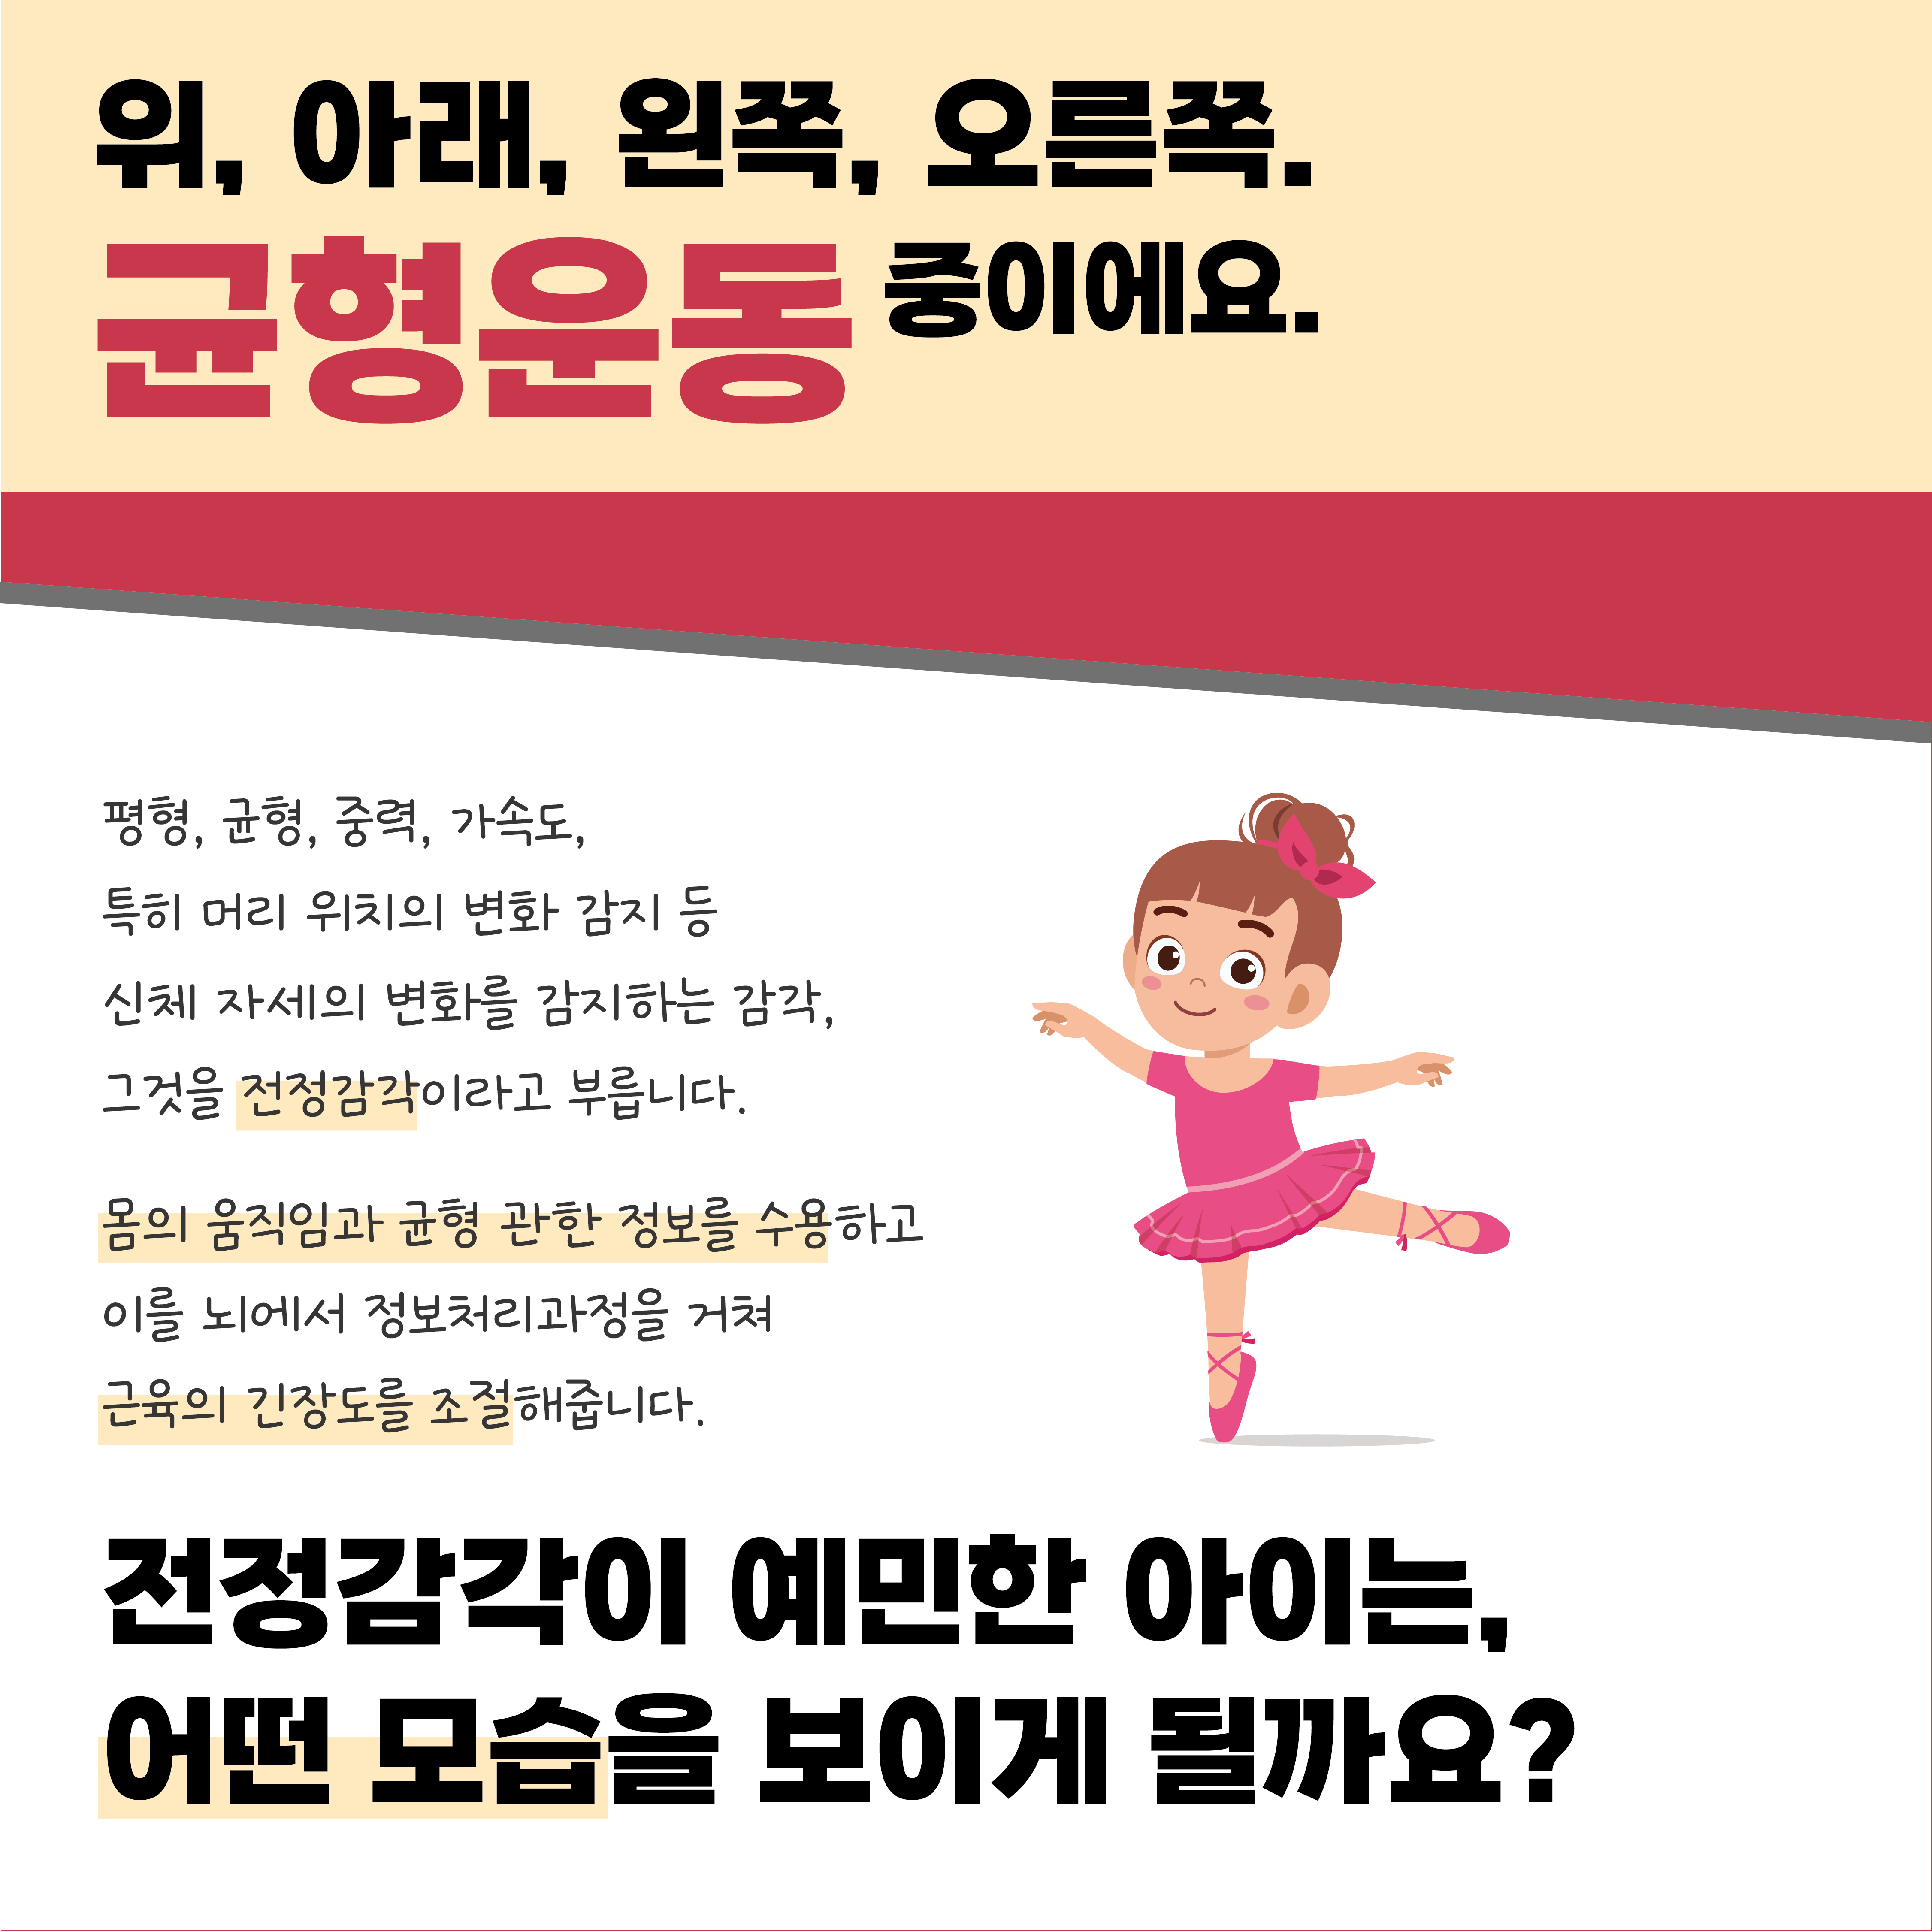 위, 아래, 왼쪽, 오른쪽.
균형운동 중이에요.
평형, 균형, 중력, 가속도,
특히 머리 위치의 변화 감지 등
신체 자세의 변화를 감지하는 감각,
그것을 전정감각이라고 부릅니다.
몸의 움직임과 균형 관한 정보를 수용하고
이를 뇌에서 정보처리과정을 거쳐
근육의 긴장도를 조절해줍니다.
전정감각이 예민한 아이는,
어떤 모습을 보이게 될까요?